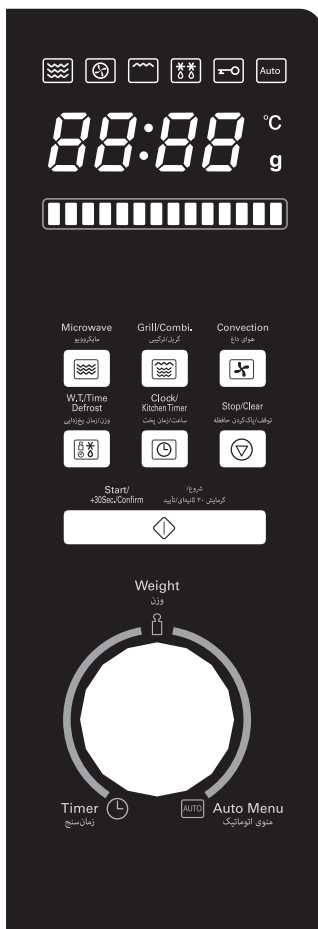 Auto
88:88 °C
g
Microwave Grill/Combi. Convection
مایکروویو گریل/ترکیبی هوای داغ
W.T./Time Defrost Clock/ Kitchen Timer Stop/Clear
وزن/زمان یخ‌زدایی ساعت/زمان پخت توقف/پاک کردن حافظه
Start/ شروع/
+30Sec./Confirm گرمایش ۳۰ ثانیه‌ای/تأیید
Weight
وزن
Timer AUTO Auto Menu
زمان‌سنج منوی اتوماتیک